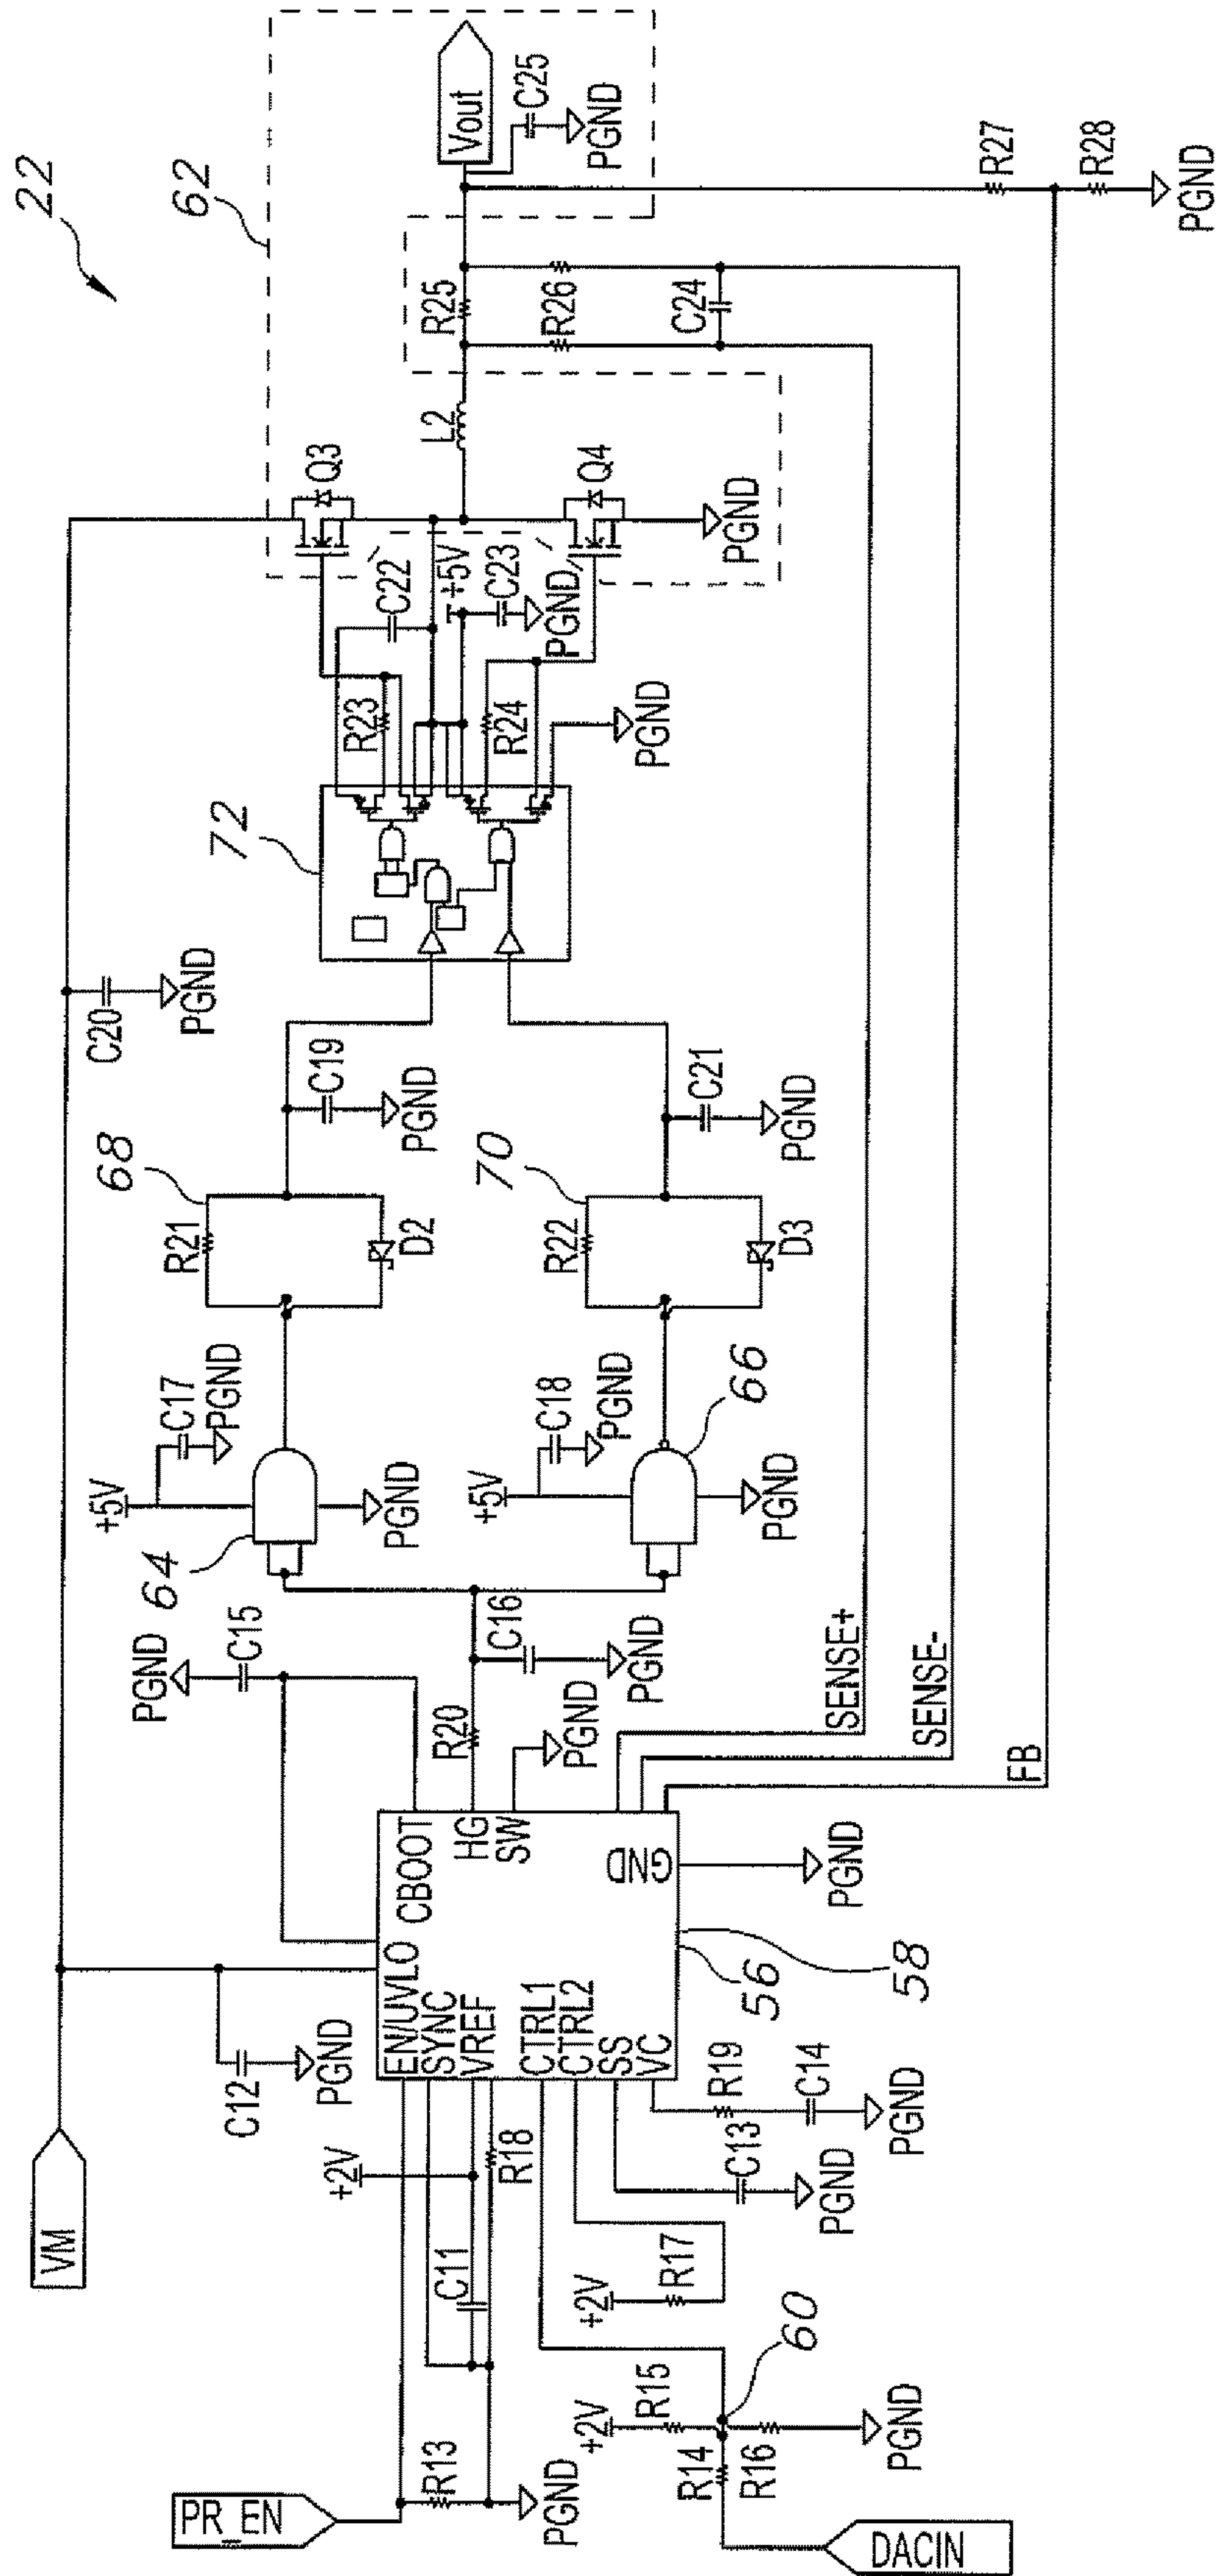 22
62
VM
C20
PGND
C12
PGND
PR_EN
R13
PGND
+2V
C11
R18
EN/UVLO
SYNC
VREF
CTRL1
CTRL2
SS
VC
CBOOT
HG
SW
GND
PGND
56
58
PGND
C15
R20
C16
PGND
PGND
+2V
R15
R14
R16
PGND
60
DACIN
+2V
R17
C13
PGND
R19
C14
PGND
SENSE+
SENSE-
FB
64
+5V
C17
PGND
PGND
+5V
C18
PGND
PGND
66
68
R21
D2
C19
PGND
70
R22
D3
C21
PGND
72
R23
C22
+5V
C23
PGND
R24
PGND
Q3
Q4
PGND
L2
R25
R26
C24
Vout
C25
PGND
R27
R28
PGND